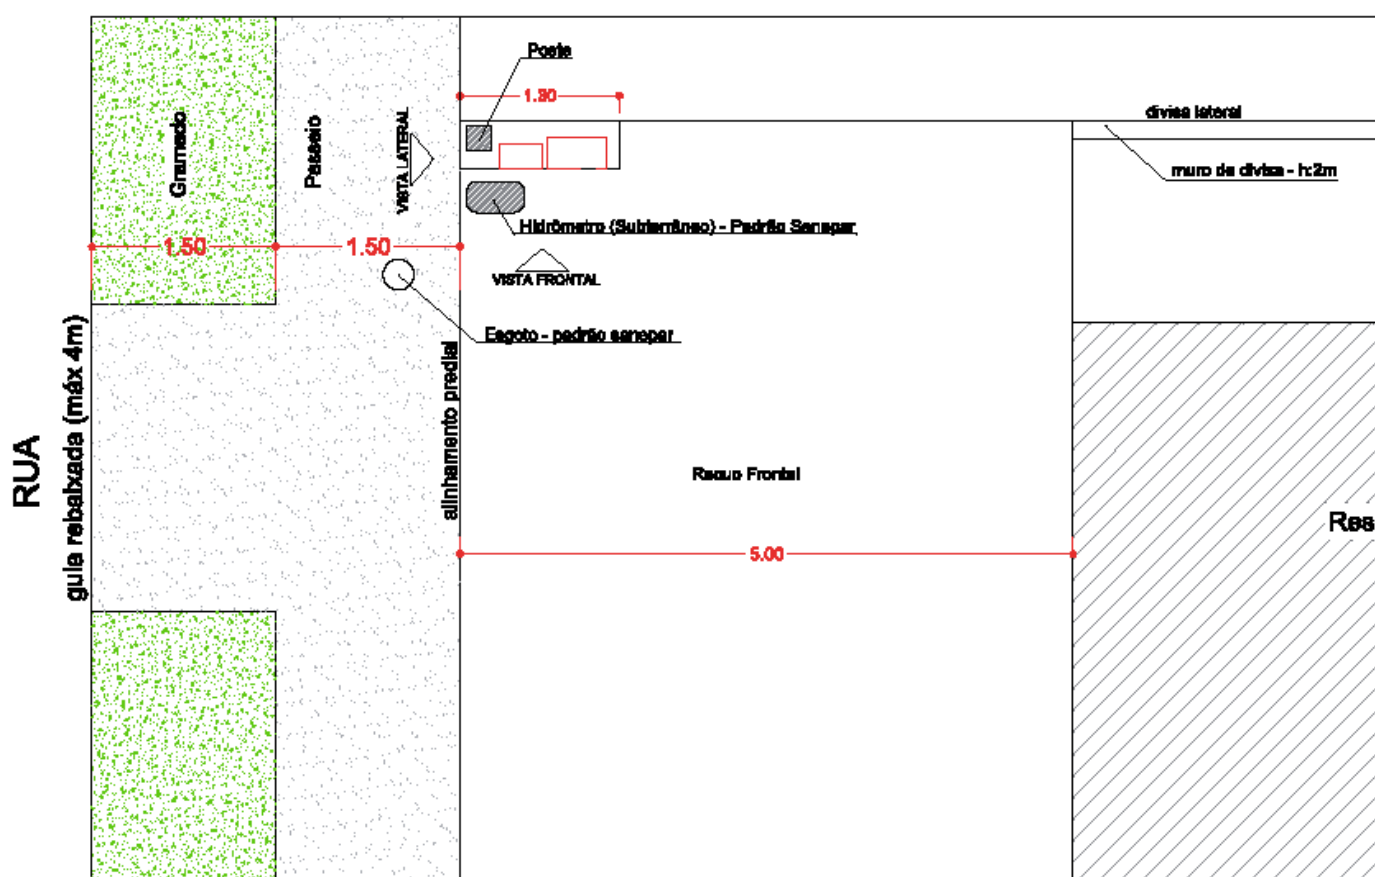 Poste
1.30
divisa lateral
Gramado
Passeio
VISTA LATERAL
muro de divisa - h:2m
Hidrômetro (Subterrâneo) - Padrão Sanepar
1.50
1.50
VISTA FRONTAL
Esgoto - padrão sanepar
RUA
guia rebaixada (máx 4m)
alinhamento predial
Recuo Frontal
Res
5.00